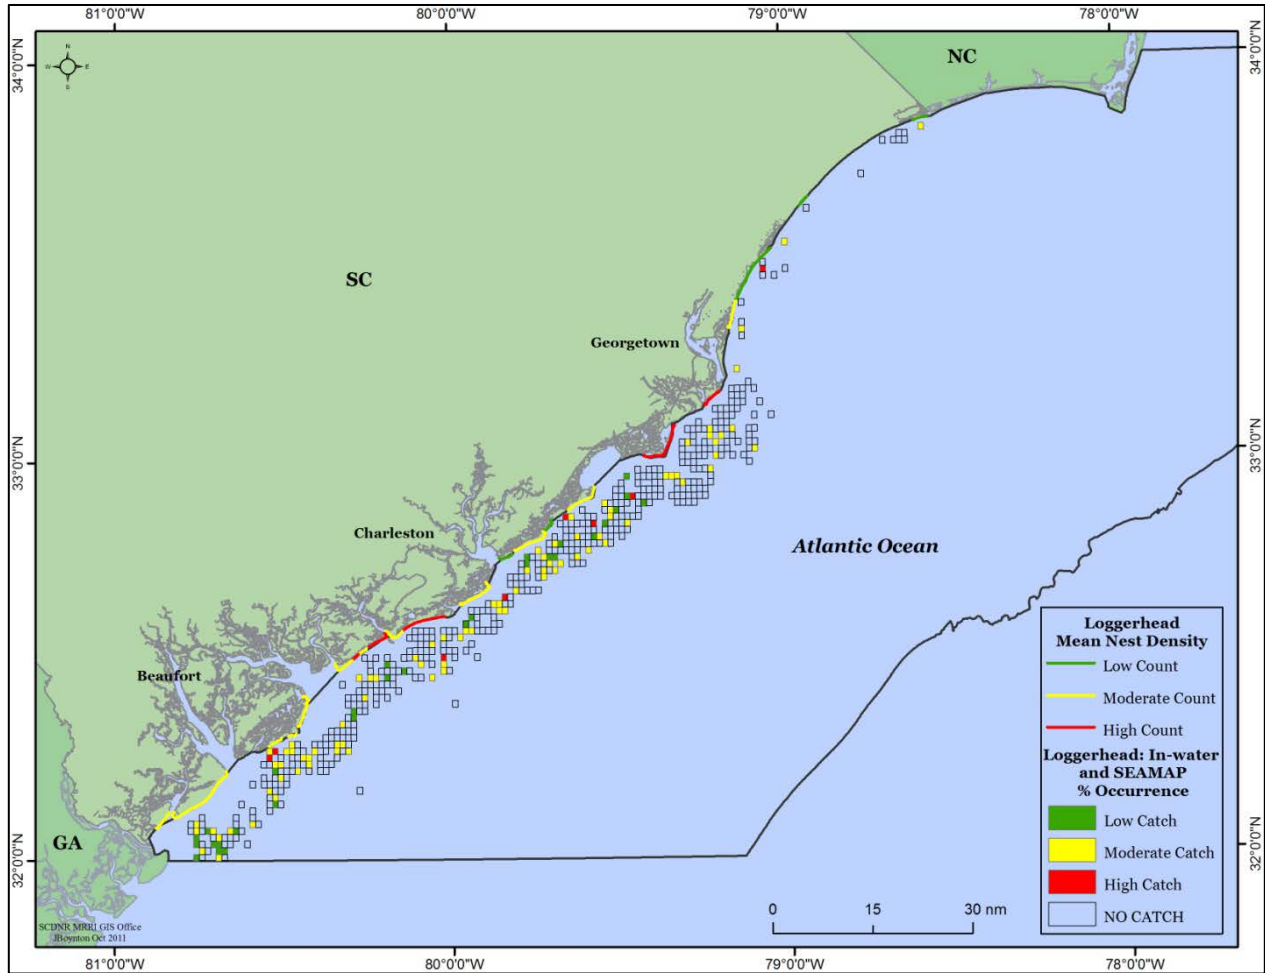 81°0'0"W
80°0'0"W
79°0'0"W
78°0'0"W
34°0'0"N
34°0'0"N
N
W
E
S
NC
SC
Georgetown
33°0'0"N
33°0'0"N
Charleston
Atlantic Ocean
Beaufort
GA
32°0'0"N
32°0'0"N
Loggerhead
Mean Nest Density
Low Count
Moderate Count
High Count
Loggerhead: In-water
and SEAMAP
% Occurrence
Low Catch
Moderate Catch
High Catch
NO CATCH
0
15
30 nm
SCDNR MRRI GIS Office
JBoynton Oct 2011
81°0'0"W
80°0'0"W
79°0'0"W
78°0'0"W